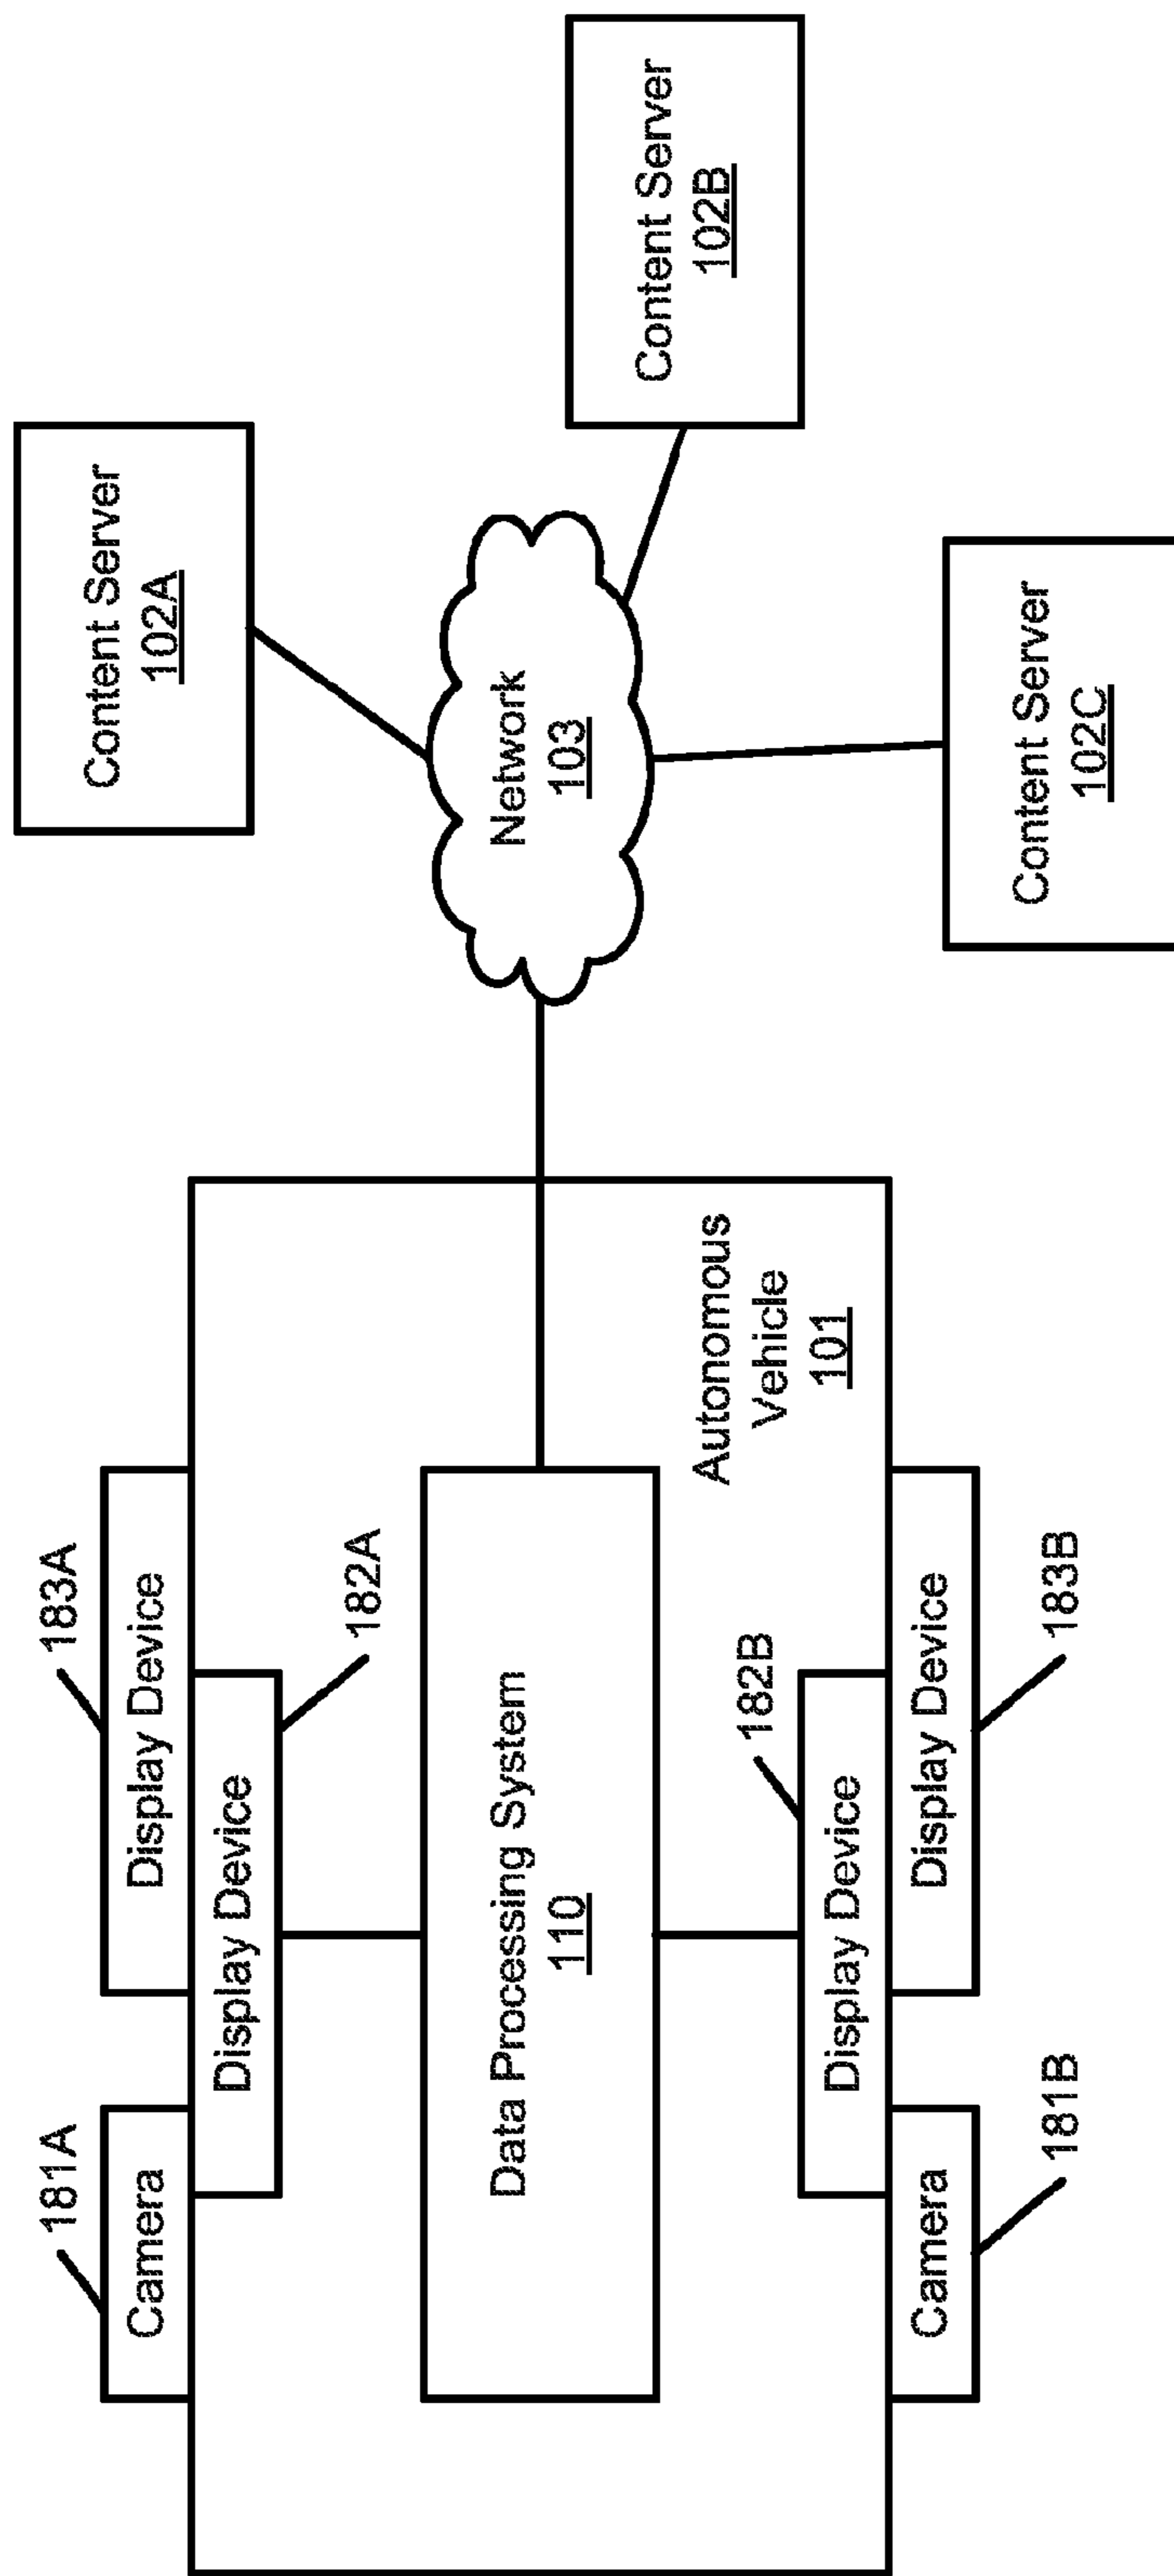 181A
Camera
183A
Display Device
Display Device
182A
Data Processing System
110
182B
Display Device
Display Device
183B
Camera
181B
Autonomous
Vehicle
101
Network
103
Content Server
102A
Content Server
102B
Content Server
102C